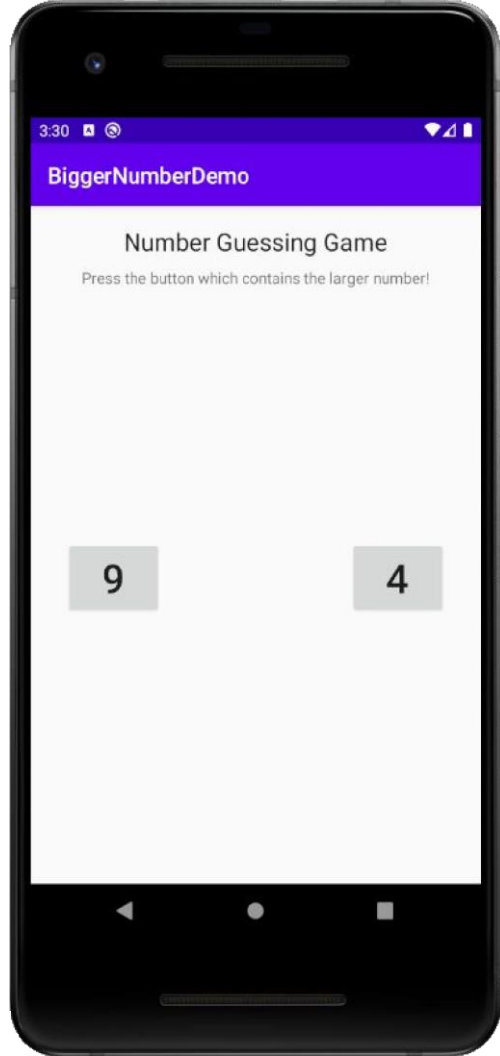 3:30
BiggerNumberDemo
Number Guessing Game
Press the button which contains the larger number!
9 4